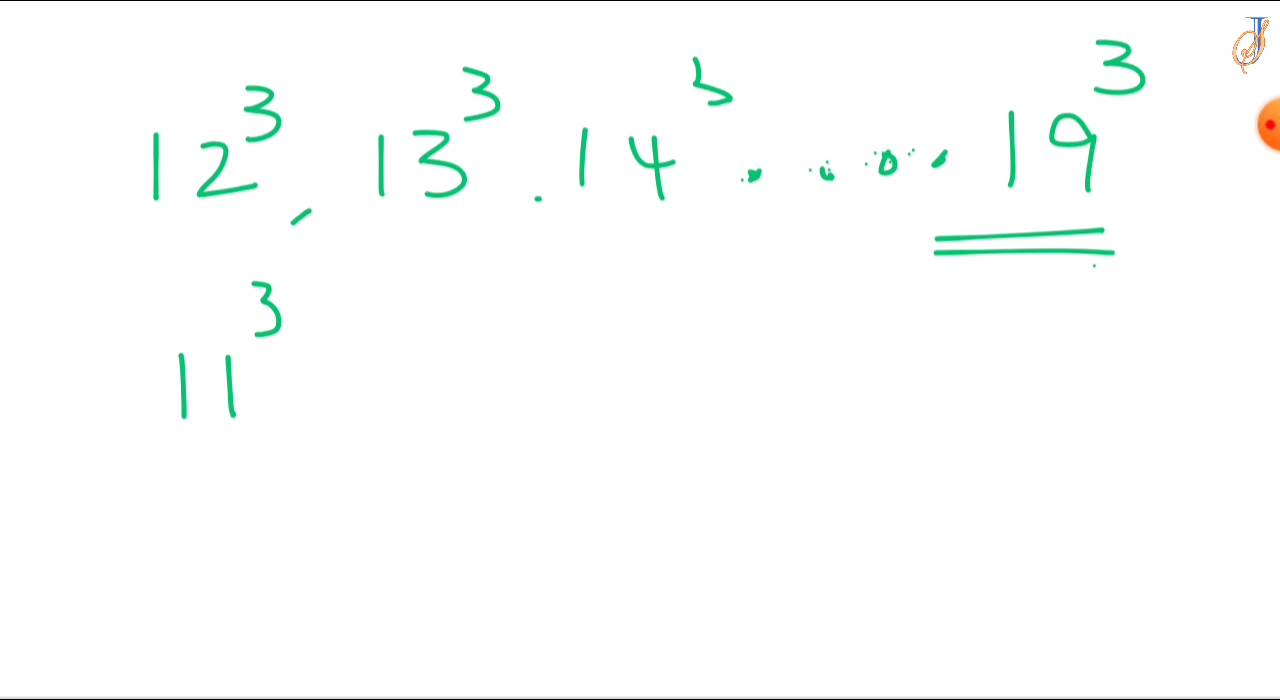 12³, 13³. 14³ ........ 19³
11³